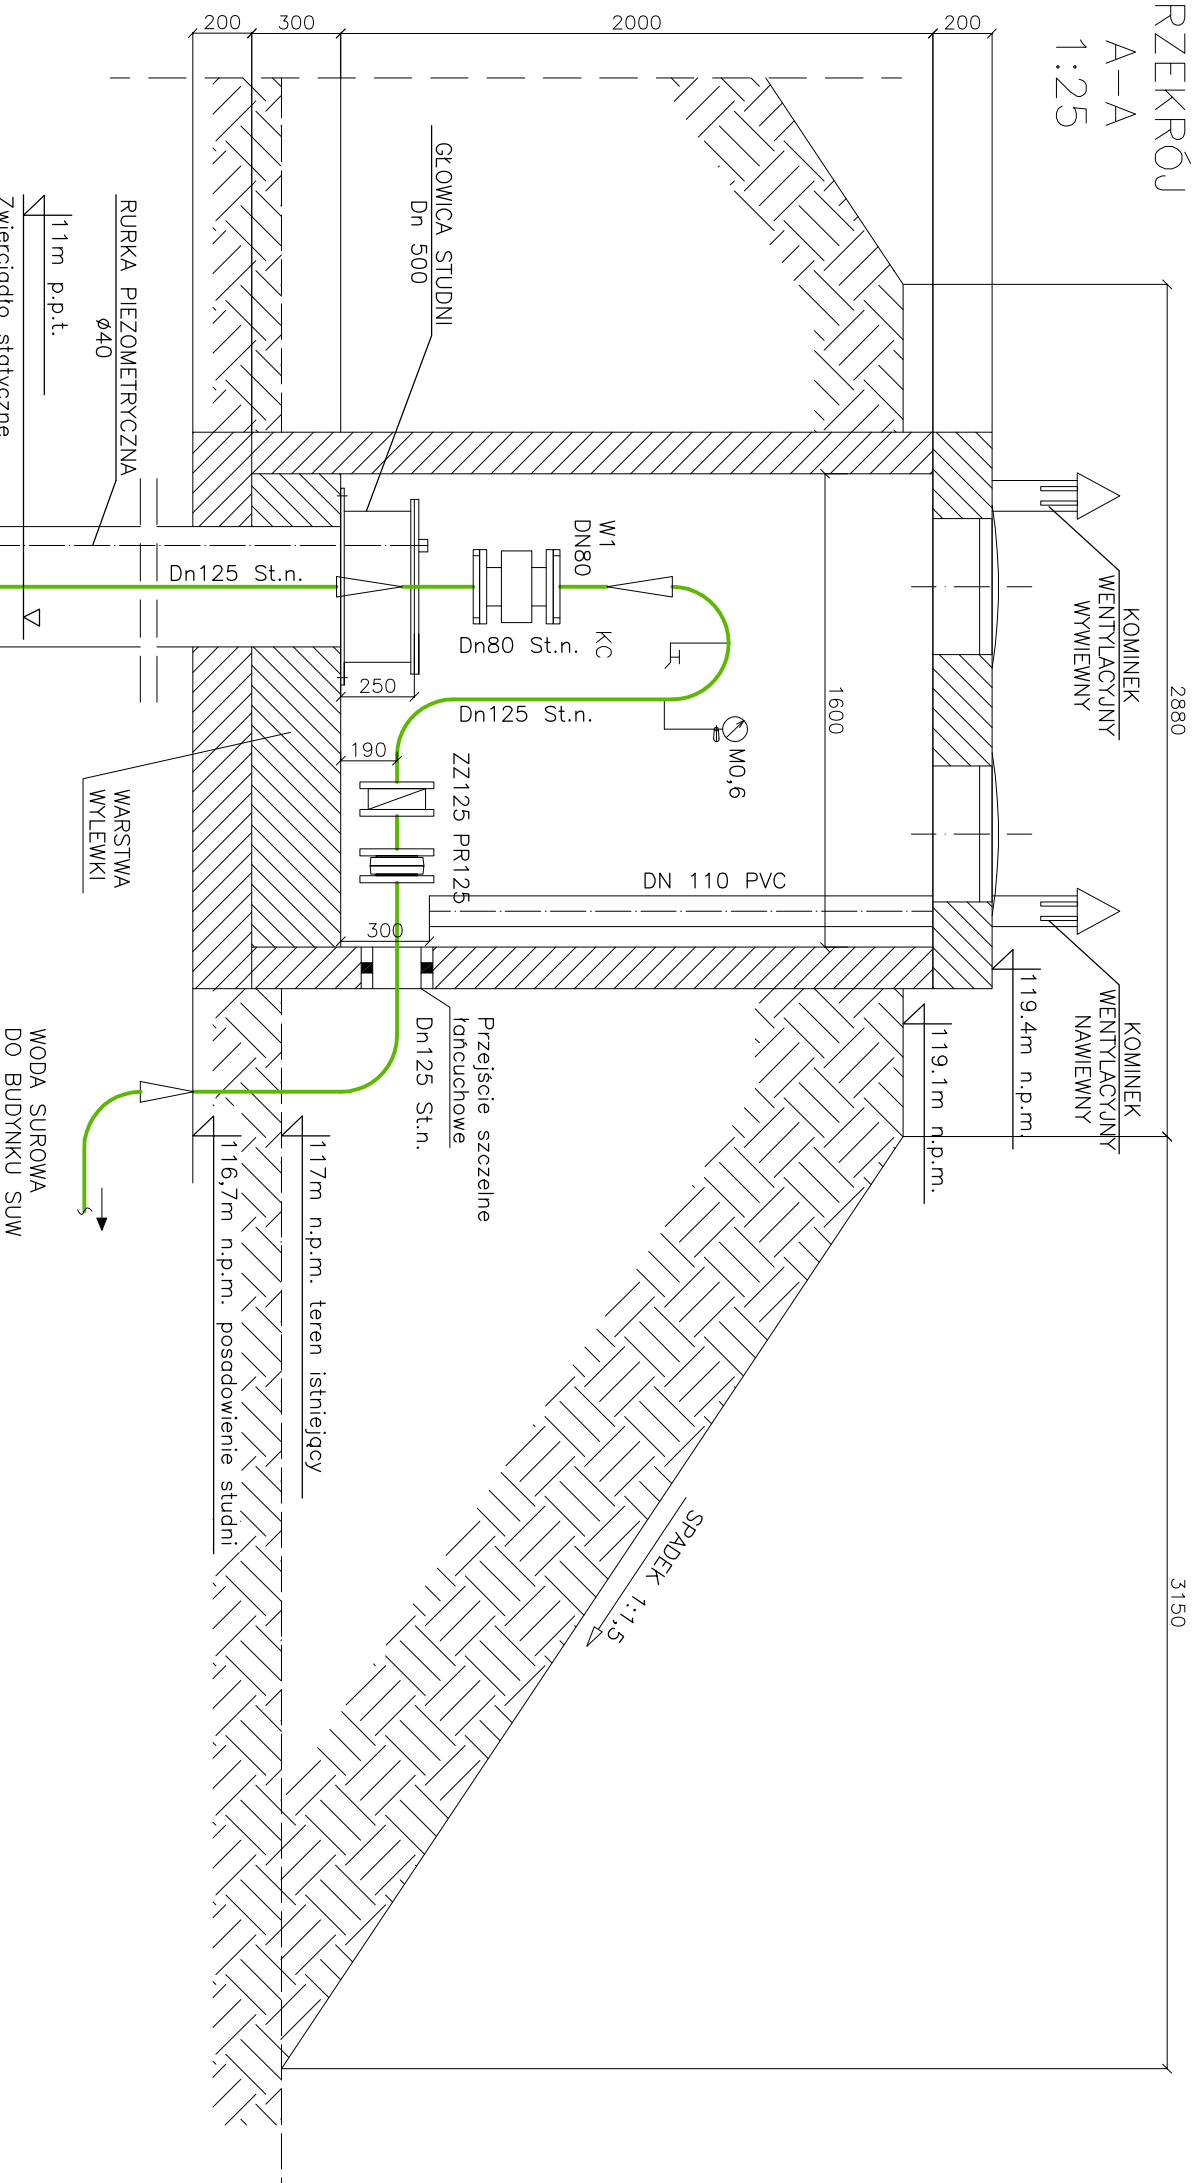 RZEKRÓJ
A-A
1:25
2880
3150
KOMINEK
WENTYLACYJNY
WYWIEWNY
KOMINEK
WENTYLACYJNY
NAWIEWNY
119.4m n.p.m.
119.1m n.p.m.
200
2000
300
200
1600
DN 110 PVC
M0,6
W1
DN80
KC
Dn80 St.n.
Dn125 St.n.
GŁOWICA STUDNI
Dn 500
250
190
300
ZZ125 PR125
Przejście szczelne
łańcuchowe
Dn125 St.n.
SPADEK 1:1,5
117m n.p.m. teren istniejący
116,7m n.p.m. posadowienie studni
Dn125 St.n.
RURKA PIEZOMETRYCZNA
ø40
WARSTWA
WYLEWKI
11m p.p.t.
Zwierciadło statyczne
WODA SUROWA
DO BUDYNKU SUW